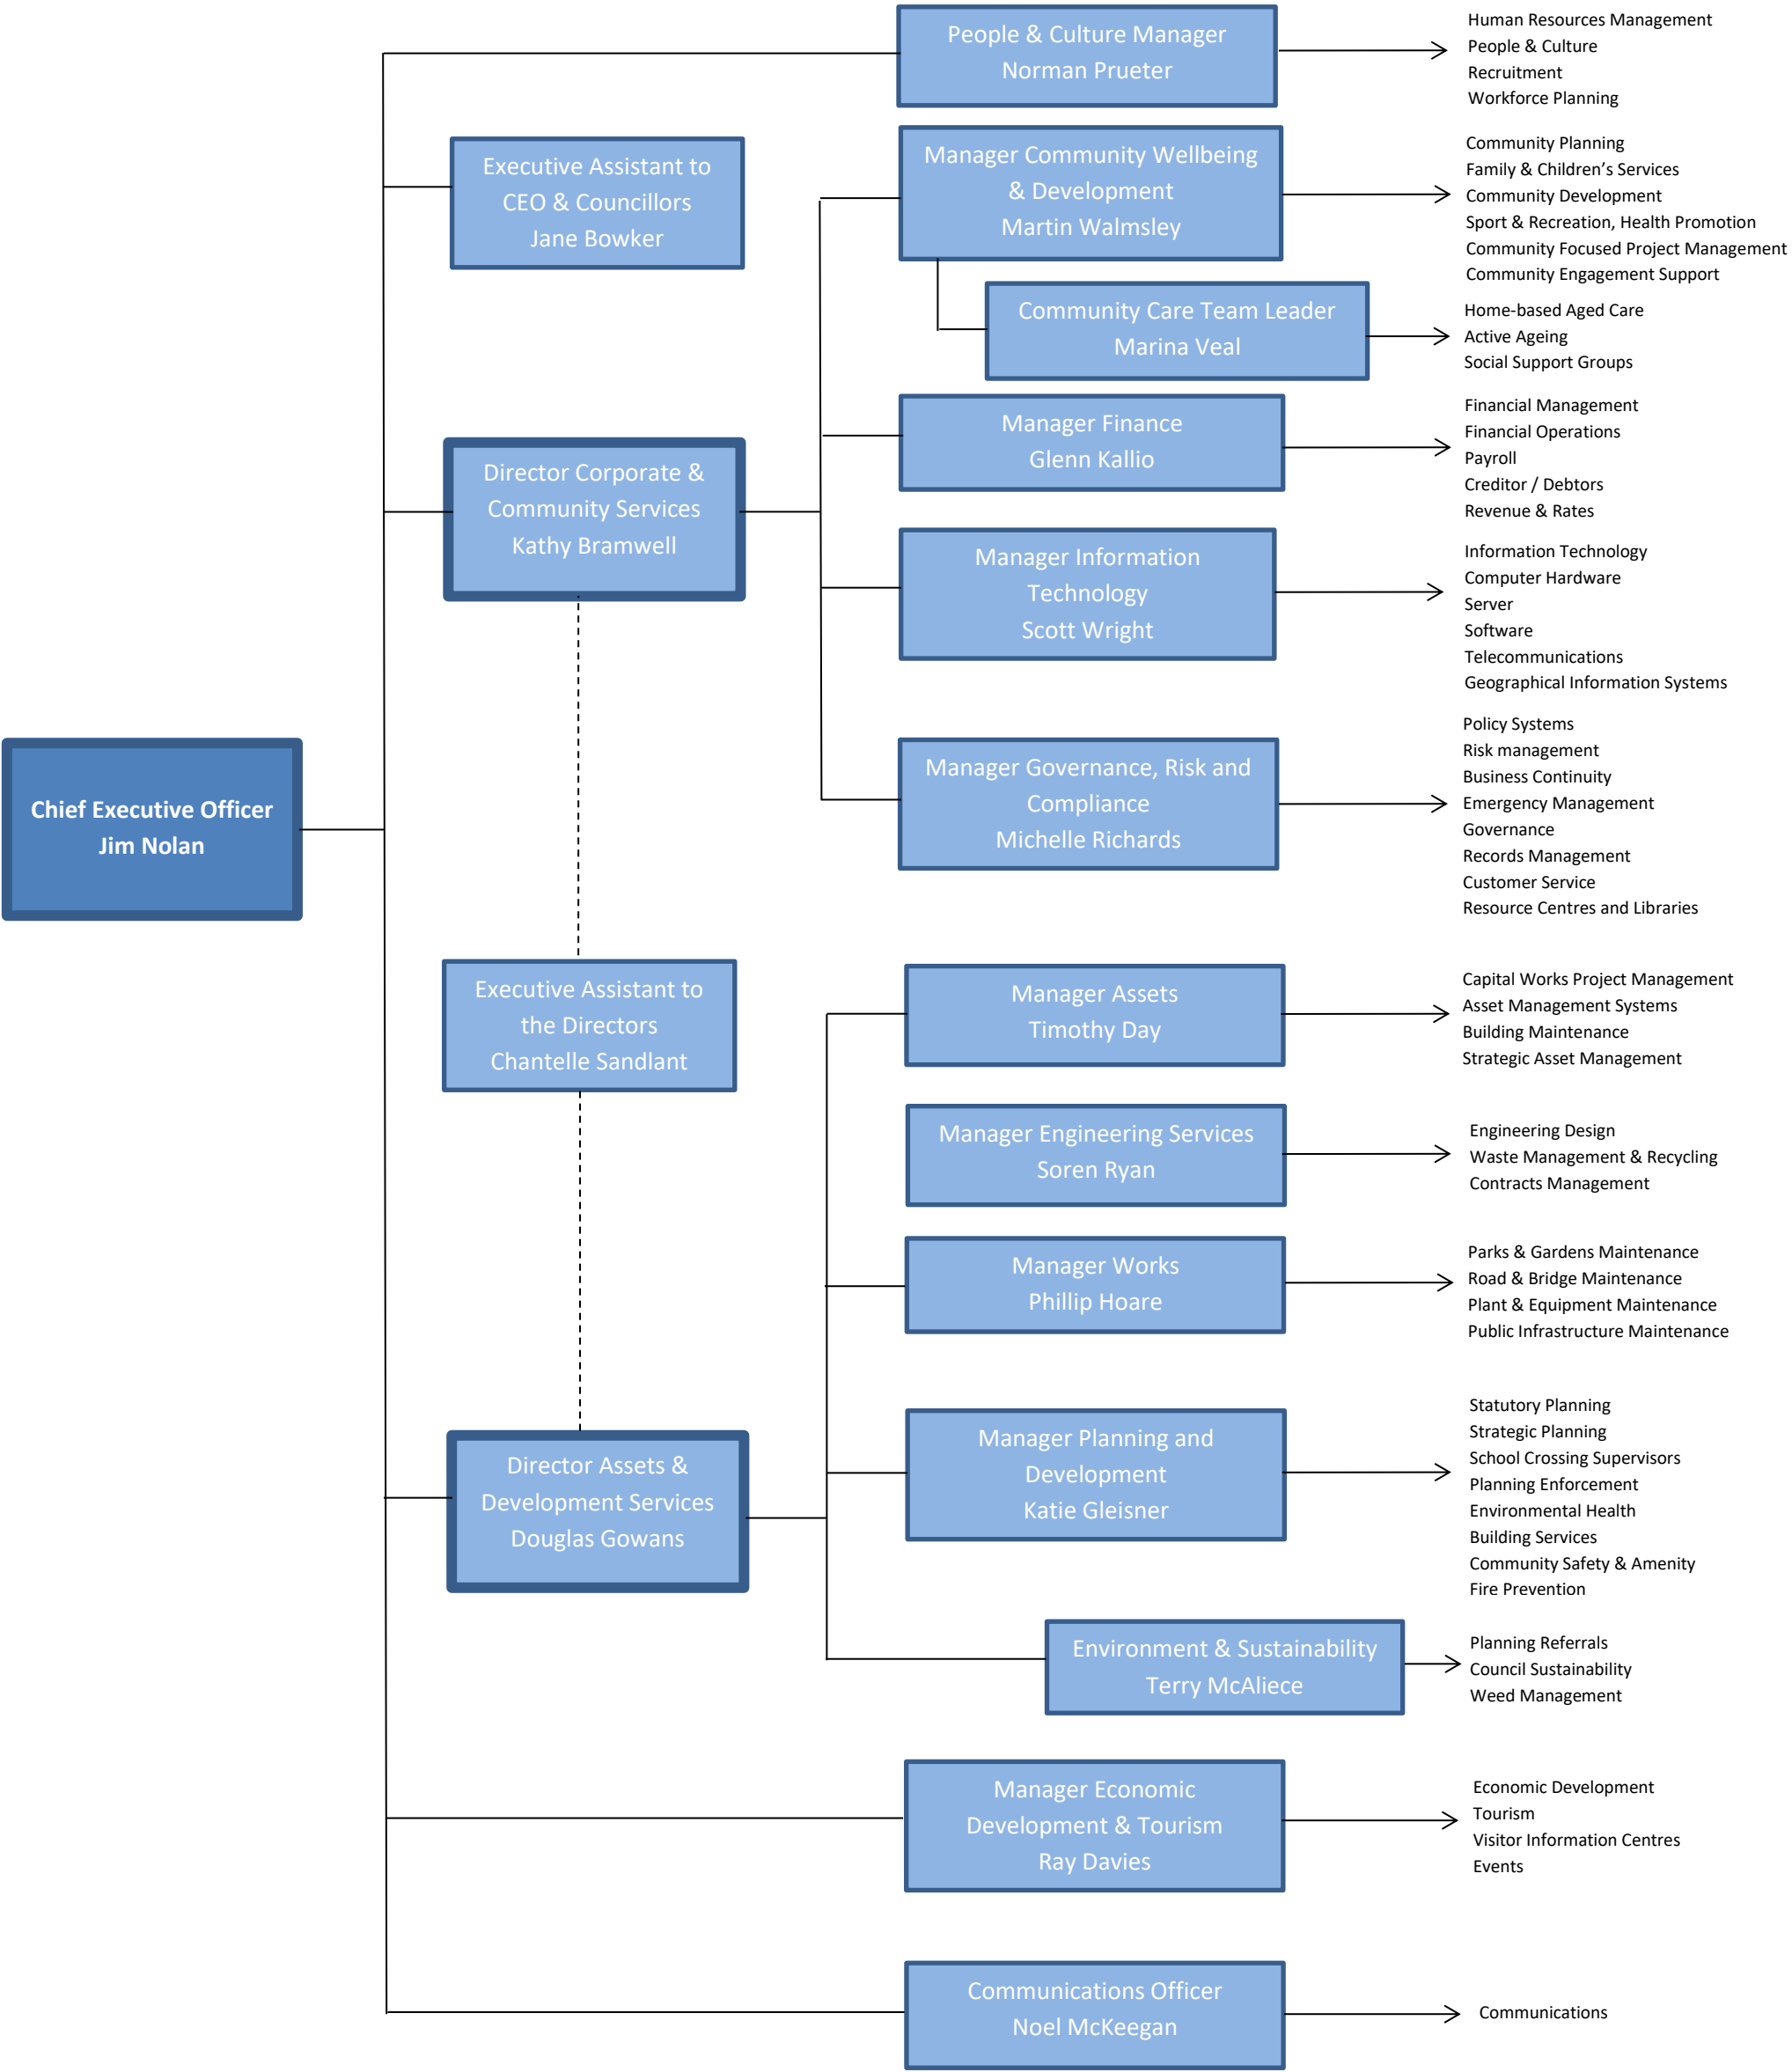 People & Culture Manager
Norman Prueter
Human Resources Management
People & Culture
Recruitment
Workforce Planning
Executive Assistant to
CEO & Councillors
Jane Bowker
Manager Community Wellbeing
& Development
Martin Walmsley
Community Planning
Family & Children’s Services
Community Development
Sport & Recreation, Health Promotion
Community Focused Project Management
Community Engagement Support
Community Care Team Leader
Marina Veal
Home-based Aged Care
Active Ageing
Social Support Groups
Director Corporate &
Community Services
Kathy Bramwell
Manager Finance
Glenn Kallio
Financial Management
Financial Operations
Payroll
Creditor / Debtors
Revenue & Rates
Manager Information
Technology
Scott Wright
Information Technology
Computer Hardware
Server
Software
Telecommunications
Geographical Information Systems
Chief Executive Officer
Jim Nolan
Manager Governance, Risk and
Compliance
Michelle Richards
Policy Systems
Risk management
Business Continuity
Emergency Management
Governance
Records Management
Customer Service
Resource Centres and Libraries
Executive Assistant to
the Directors
Chantelle Sandlant
Manager Assets
Timothy Day
Capital Works Project Management
Asset Management Systems
Building Maintenance
Strategic Asset Management
Manager Engineering Services
Soren Ryan
Engineering Design
Waste Management & Recycling
Contracts Management
Manager Works
Phillip Hoare
Parks & Gardens Maintenance
Road & Bridge Maintenance
Plant & Equipment Maintenance
Public Infrastructure Maintenance
Director Assets &
Development Services
Douglas Gowans
Manager Planning and
Development
Katie Gleisner
Statutory Planning
Strategic Planning
School Crossing Supervisors
Planning Enforcement
Environmental Health
Building Services
Community Safety & Amenity
Fire Prevention
Environment & Sustainability
Terry McAliece
Planning Referrals
Council Sustainability
Weed Management
Manager Economic
Development & Tourism
Ray Davies
Economic Development
Tourism
Visitor Information Centres
Events
Communications Officer
Noel McKeegan
Communications